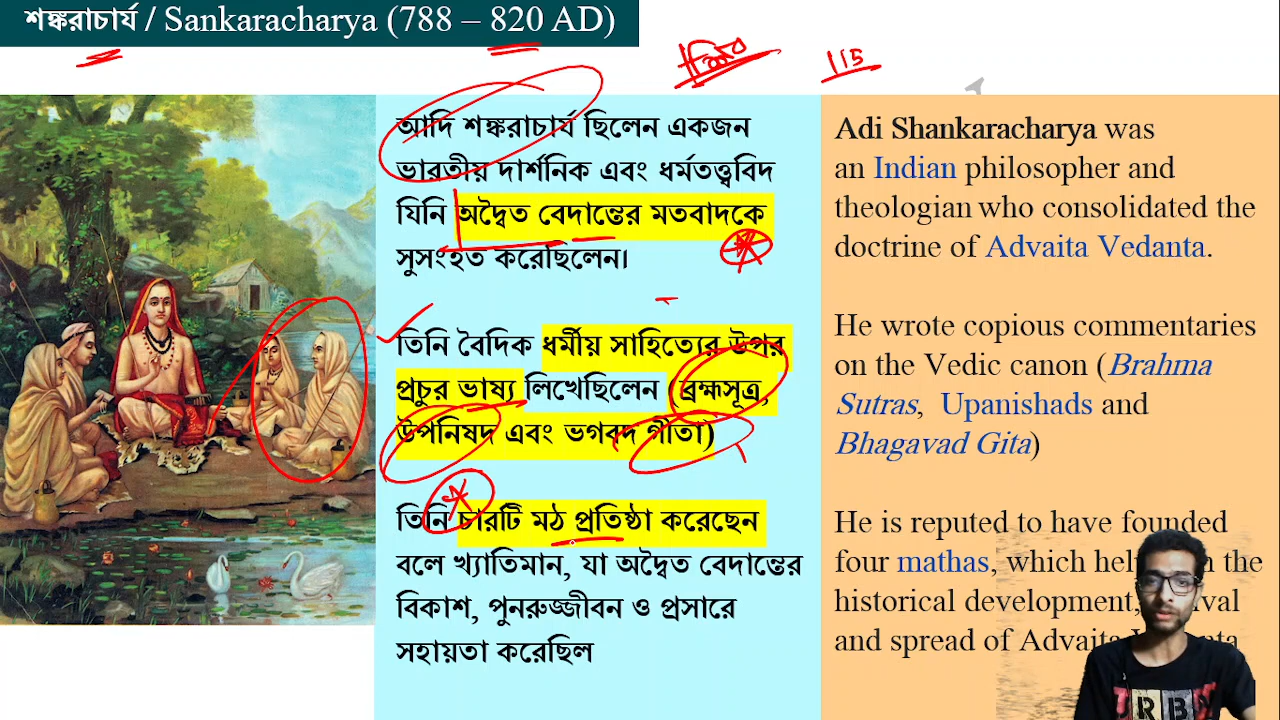 শঙ্করাচার্য / Sankaracharya (788 – 820 AD)
115
আদি শঙ্করাচার্য ছিলেন একজন
ভারতীয় দার্শনিক এবং ধর্মতত্ত্ববিদ
যিনি অদ্বৈত বেদান্তের মতবাদকে
সুসংহত করেছিলেন।
তিনি বৈদিক ধর্মীয় সাহিত্যের উপর
প্রচুর ভাষ্য লিখেছিলেন (ব্রহ্মসূত্র,
উপনিষদ এবং ভগবদ গীতা)
তিনি চারটি মঠ প্রতিষ্ঠা করেছেন
বলে খ্যাতিমান, যা অদ্বৈত বেদান্তের
বিকাশ, পুনরুজ্জীবন ও প্রসারে
সহায়তা করেছিল
Adi Shankaracharya was
an Indian philosopher and
theologian who consolidated the
doctrine of Advaita Vedanta.
He wrote copious commentaries
on the Vedic canon (Brahma
Sutras, Upanishads and
Bhagavad Gita)
He is reputed to have founded
four mathas, which the
historical development,
and spread of Advaita